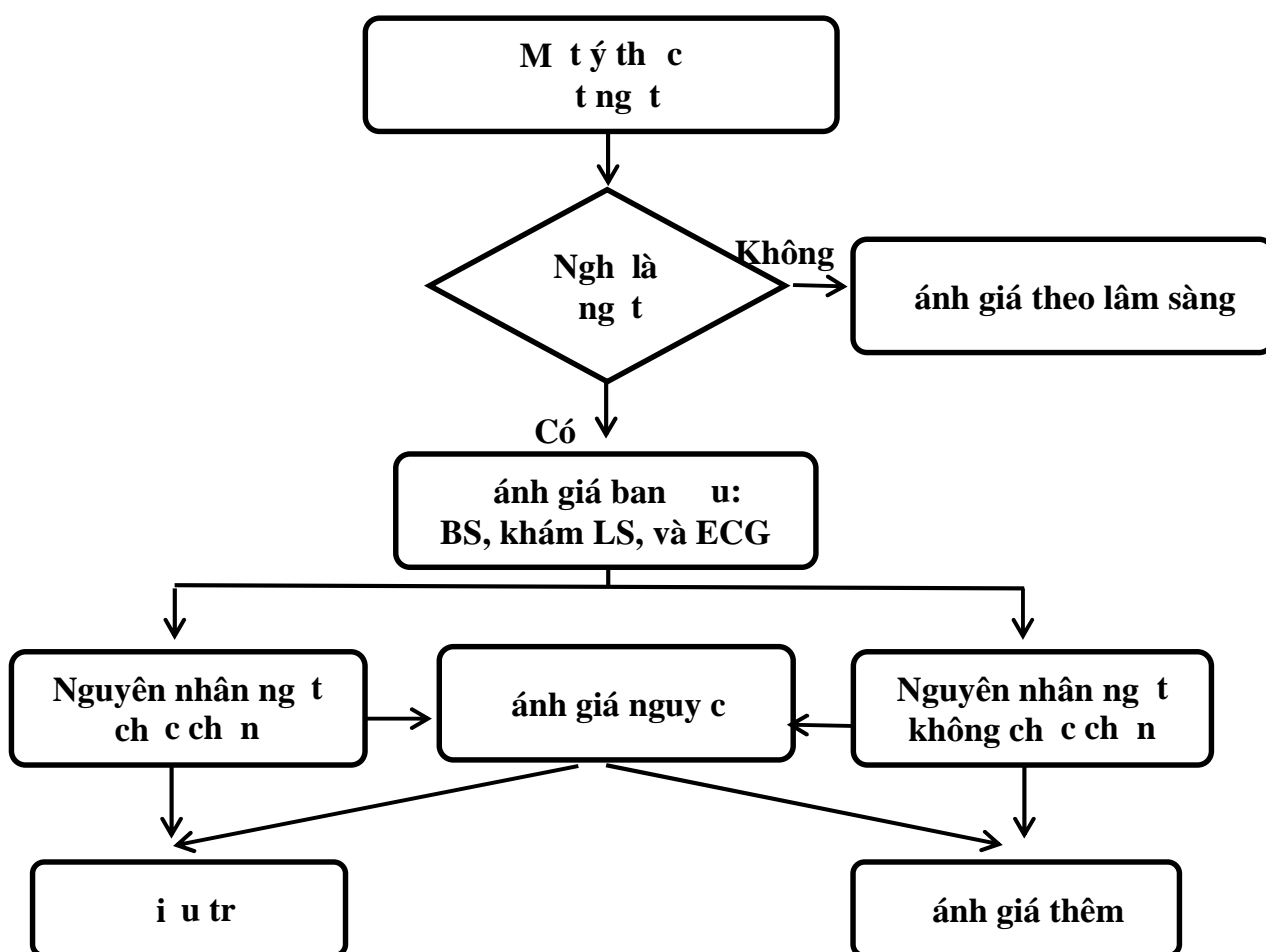 M t ý th c
t ng t
Ngh là
ng t
Không
ánh giá theo lâm sàng
Có
ánh giá ban u:
BS, khám LS, và ECG
Nguyên nhân ng t
ch c ch n
ánh giá nguy c
Nguyên nhân ng t
không ch c ch n
i u tr
ánh giá thêm